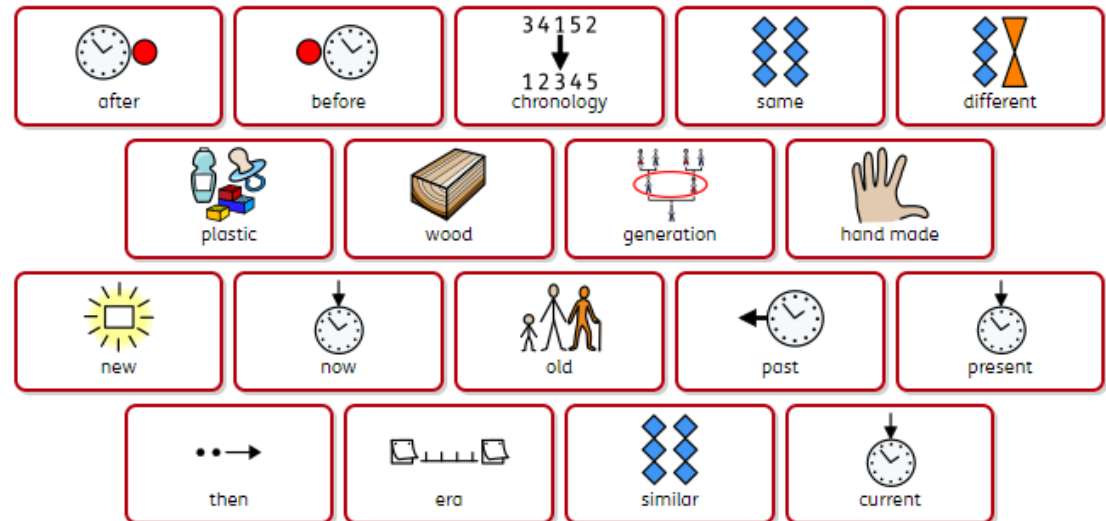 34152
12345
after
before
chronology
same
different
plastic
wood
generation
hand made
new
now
old
past
present
then
era
similar
current